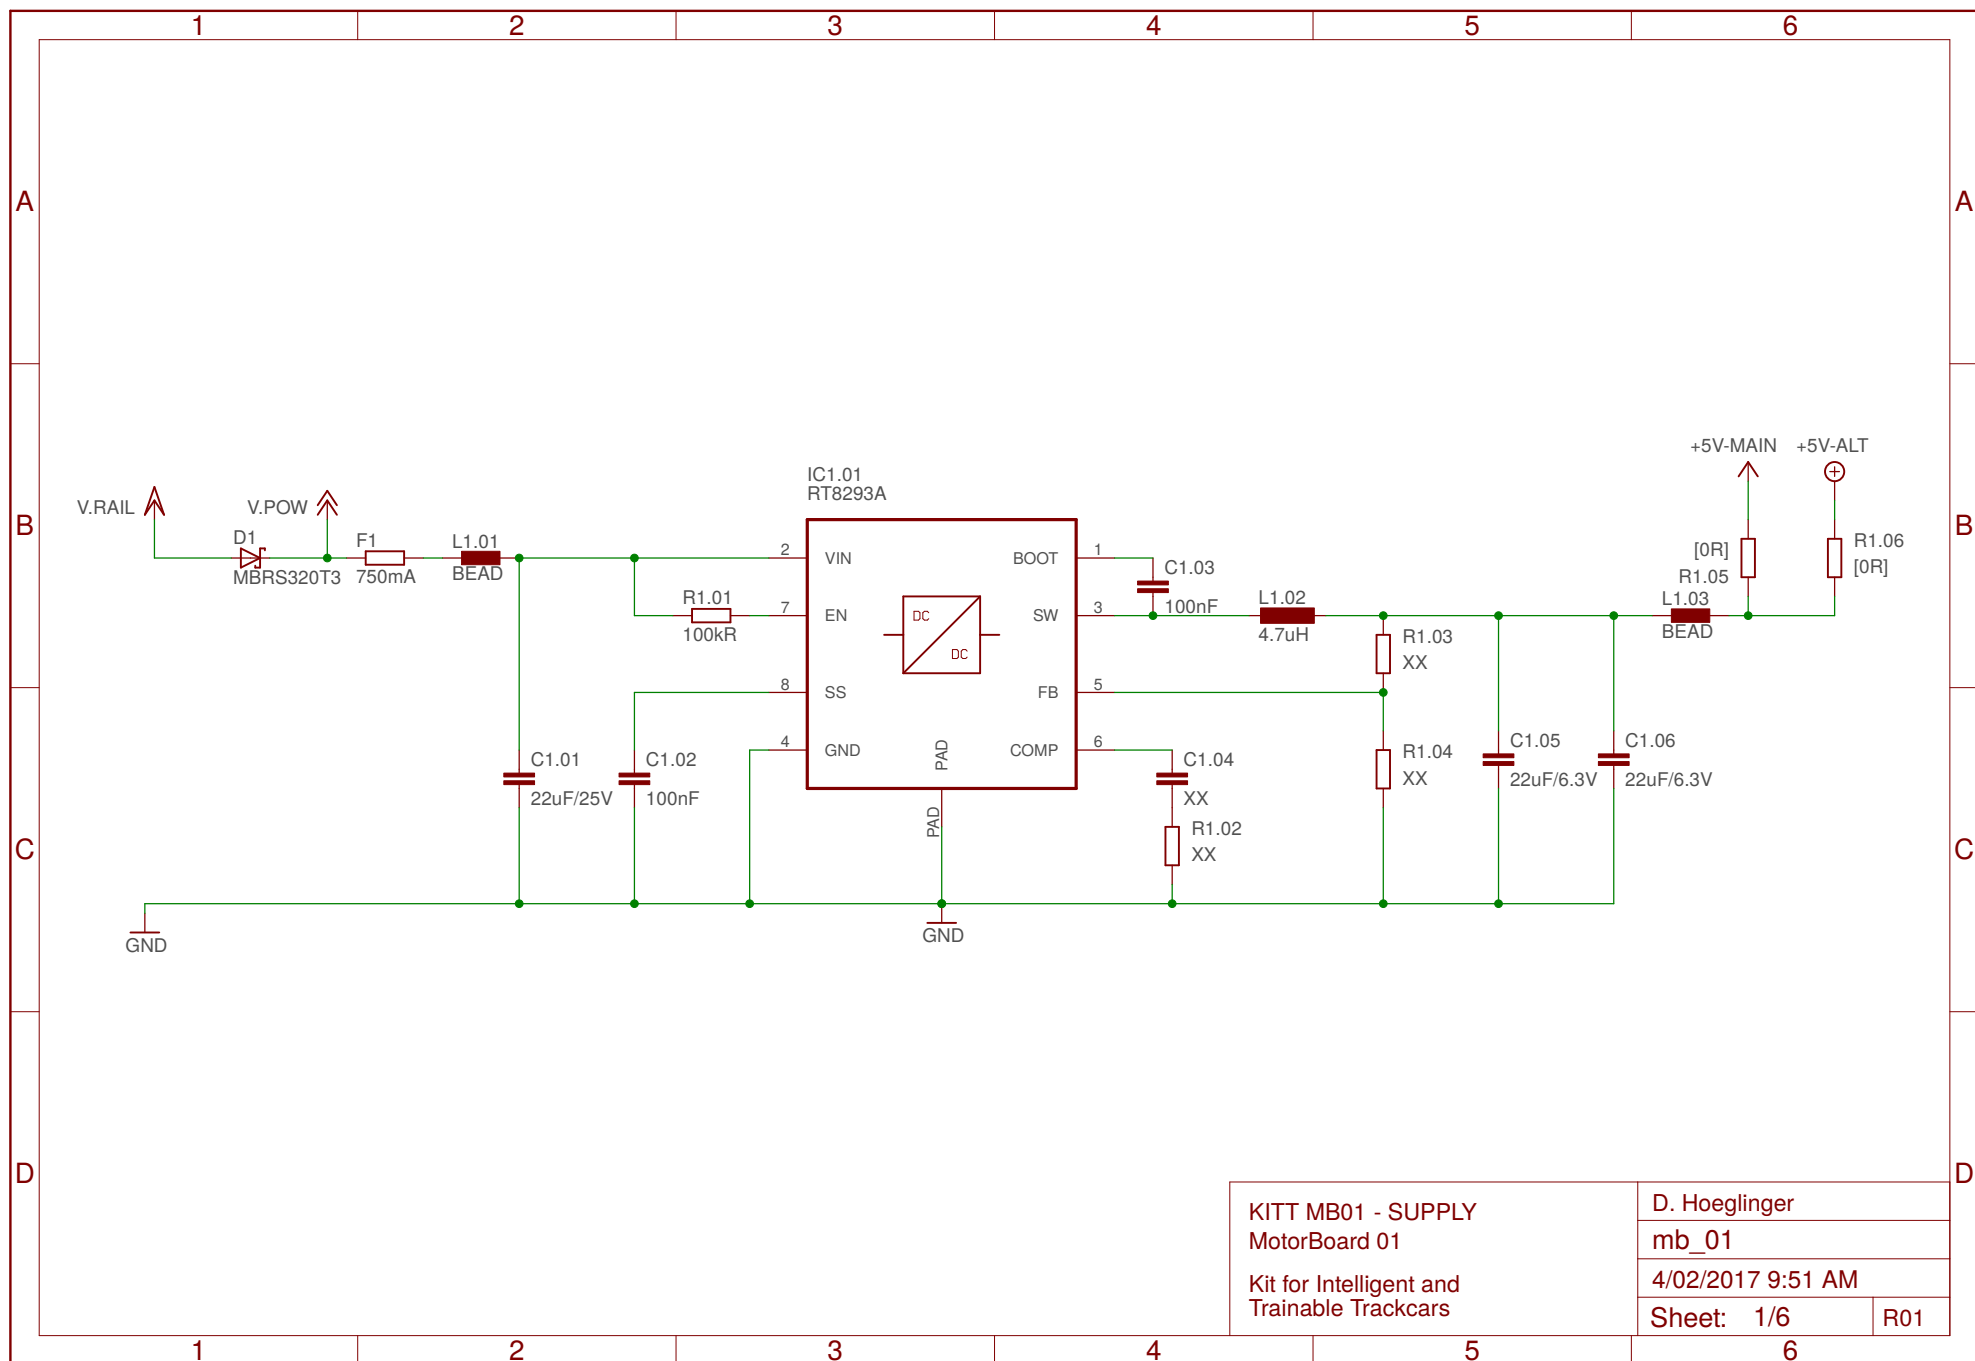 1 2 3 4 5 6
A A
IC1.01
RT8293A
+5V-MAIN +5V-ALT
V.RAIL V.POW
B B
D1 F1 L1.01
MBRS320T3 750mA BEAD
2 VIN BOOT 1
C1.03
100nF
[0R] R1.06
R1.05 [0R]
R1.01 7 EN SW 3 L1.02 L1.03
100kR 4.7uH BEAD
DC
DC
R1.03
XX
8 SS FB 5
4 GND PAD COMP 6
C1.01 C1.02 C1.04 R1.04 C1.05 C1.06
22uF/25V 100nF XX XX 22uF/6.3V 22uF/6.3V
PAD
R1.02
XX
C C
GND GND
D D
KITT MB01 - SUPPLY
MotorBoard 01
Kit for Intelligent and
Trainable Trackcars
D. Hoeglinger
mb_01
4/02/2017 9:51 AM
Sheet: 1/6 R01
1 2 3 4 5 6